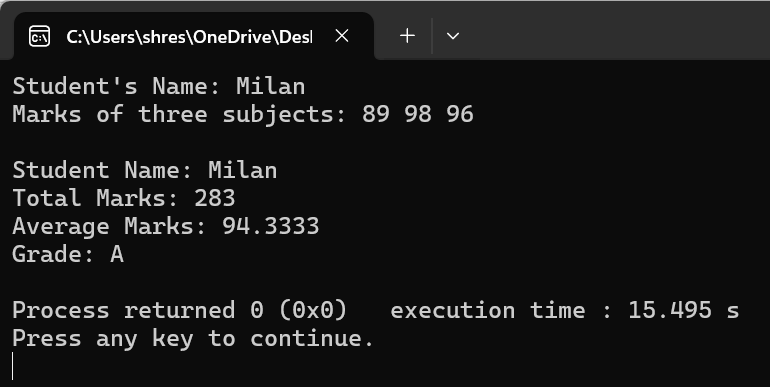 C:\Users\shres\OneDrive\Desl
Student's Name: Milan
Marks of three subjects: 89 98 96
Student Name: Milan
Total Marks: 283
Average Marks: 94.3333
Grade: A
Process returned 0 (0x0)   execution time : 15.495 s
Press any key to continue.